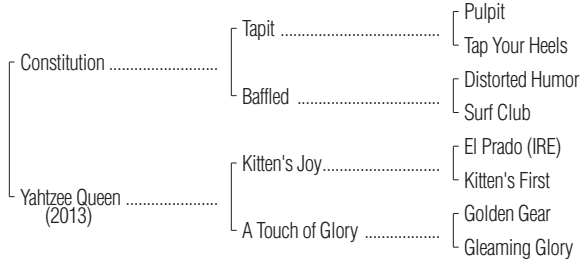 Pulpit
Tapit ..............................
Tap Your Heels
Constitution ....................
Distorted Humor
Baffled ..........................
Surf Club
El Prado (IRE)
Kitten's Joy......................
Kitten's First
Yahtzee Queen .................
(2013)
Golden Gear
A Touch of Glory ..............
Gleaming Glory